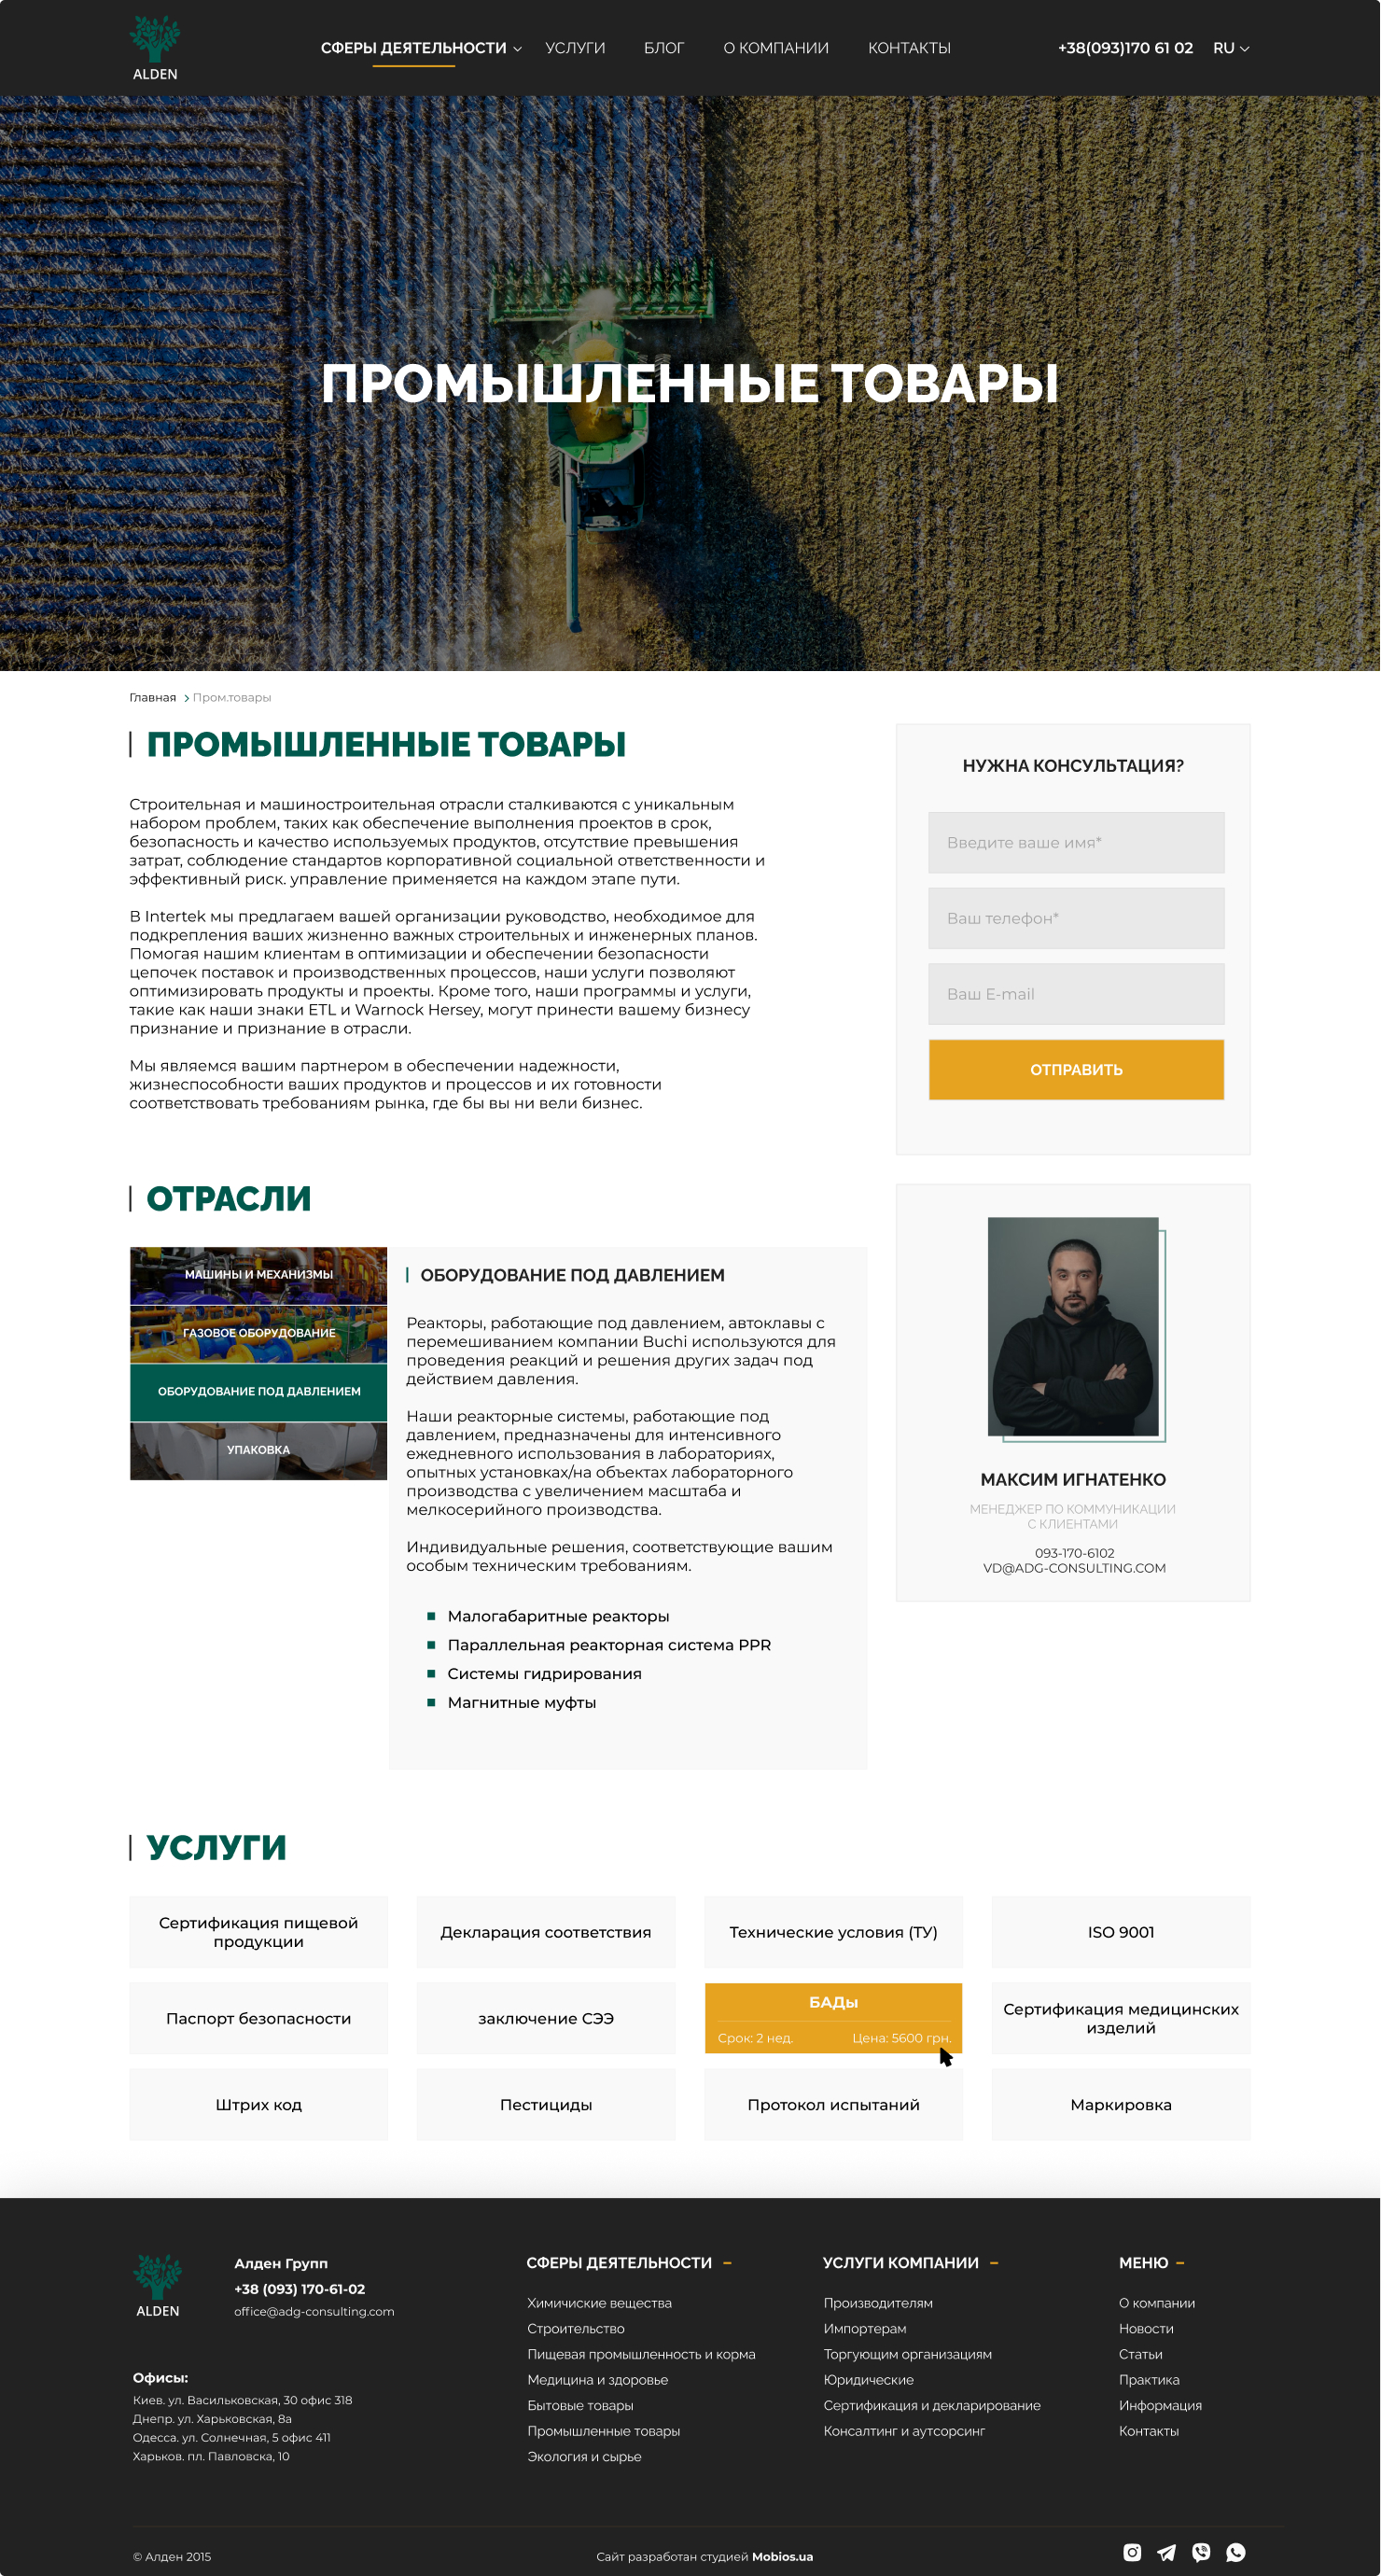 ALDEN
СФЕРЫ ДЕЯТЕЛЬНОСТИ
УСЛУГИ
БЛОГ
О КОМПАНИИ
КОНТАКТЫ
+38(093)170 61 02
RU
ПРОМЫШЛЕННЫЕ ТОВАРЫ
Главная
Пром.товары
ПРОМЫШЛЕННЫЕ ТОВАРЫ
Строительная и машиностроительная отрасли сталкиваются с уникальным
набором проблем, таких как обеспечение выполнения проектов в срок,
безопасность и качество используемых продуктов, отсутствие превышения
затрат, соблюдение стандартов корпоративной социальной ответственности и
эффективный риск. управление применяется на каждом этапе пути.
В Intertek мы предлагаем вашей организации руководство, необходимое для
подкрепления ваших жизненно важных строительных и инженерных планов.
Помогая нашим клиентам в оптимизации и обеспечении безопасности
цепочек поставок и производственных процессов, наши услуги позволяют
оптимизировать продукты и проекты. Кроме того, наши программы и услуги,
такие как наши знаки ETL и Warnock Hersey, могут принести вашему бизнесу
признание и признание в отрасли.
Мы являемся вашим партнером в обеспечении надежности,
жизнеспособности ваших продуктов и процессов и их готовности
соответствовать требованиям рынка, где бы вы ни вели бизнес.
НУЖНА КОНСУЛЬТАЦИЯ?
Введите ваше имя*
Ваш телефон*
Ваш E-mail
ОТПРАВИТЬ
ОТРАСЛИ
МАШИНЫ И МЕХАНИЗМЫ
ГАЗОВОЕ ОБОРУДОВАНИЕ
ОБОРУДОВАНИЕ ПОД ДАВЛЕНИЕМ
УПАКОВКА
ОБОРУДОВАНИЕ ПОД ДАВЛЕНИЕМ
Реакторы, работающие под давлением, автоклавы с
перемешиванием компании Buchi используются для
проведения реакций и решения других задач под
действием давления.
Наши реакторные системы, работающие под
давлением, предназначены для интенсивного
ежедневного использования в лабораториях,
опытных установках/на объектах лабораторного
производства с увеличением масштаба и
мелкосерийного производства.
Индивидуальные решения, соответствующие вашим
особым техническим требованиям.
Малогабаритные реакторы
Параллельная реакторная система PPR
Системы гидрирования
Магнитные муфты
МАКСИМ ИГНАТЕНКО
МЕНЕДЖЕР ПО КОММУНИКАЦИИ
С КЛИЕНТАМИ
093-170-6102
VD@ADG-CONSULTING.COM
УСЛУГИ
Сертификация пищевой
продукции
Декларация соответствия
Технические условия (ТУ)
ISO 9001
Паспорт безопасности
заключение СЭЭ
БАДы
Срок: 2 нед.
Цена: 5600 грн.
Сертификация медицинских
изделий
Штрих код
Пестициды
Протокол испытаний
Маркировка
ALDEN
Алден Групп
+38 (093) 170-61-02
office@adg-consulting.com
Офисы:
Киев. ул. Васильковская, 30 офис 318
Днепр. ул. Харьковская, 8а
Одесса. ул. Солнечная, 5 офис 411
Харьков. пл. Павловска, 10
СФЕРЫ ДЕЯТЕЛЬНОСТИ
Химичиские вещества
Строительство
Пищевая промышленность и корма
Медицина и здоровье
Бытовые товары
Промышленные товары
Экология и сырье
УСЛУГИ КОМПАНИИ
Производителям
Импортерам
Торгующим организациям
Юридические
Сертификация и декларирование
Консалтинг и аутсорсинг
МЕНЮ
О компании
Новости
Статьи
Практика
Информация
Контакты
© Алден 2015
Сайт разработан студией Mobios.ua